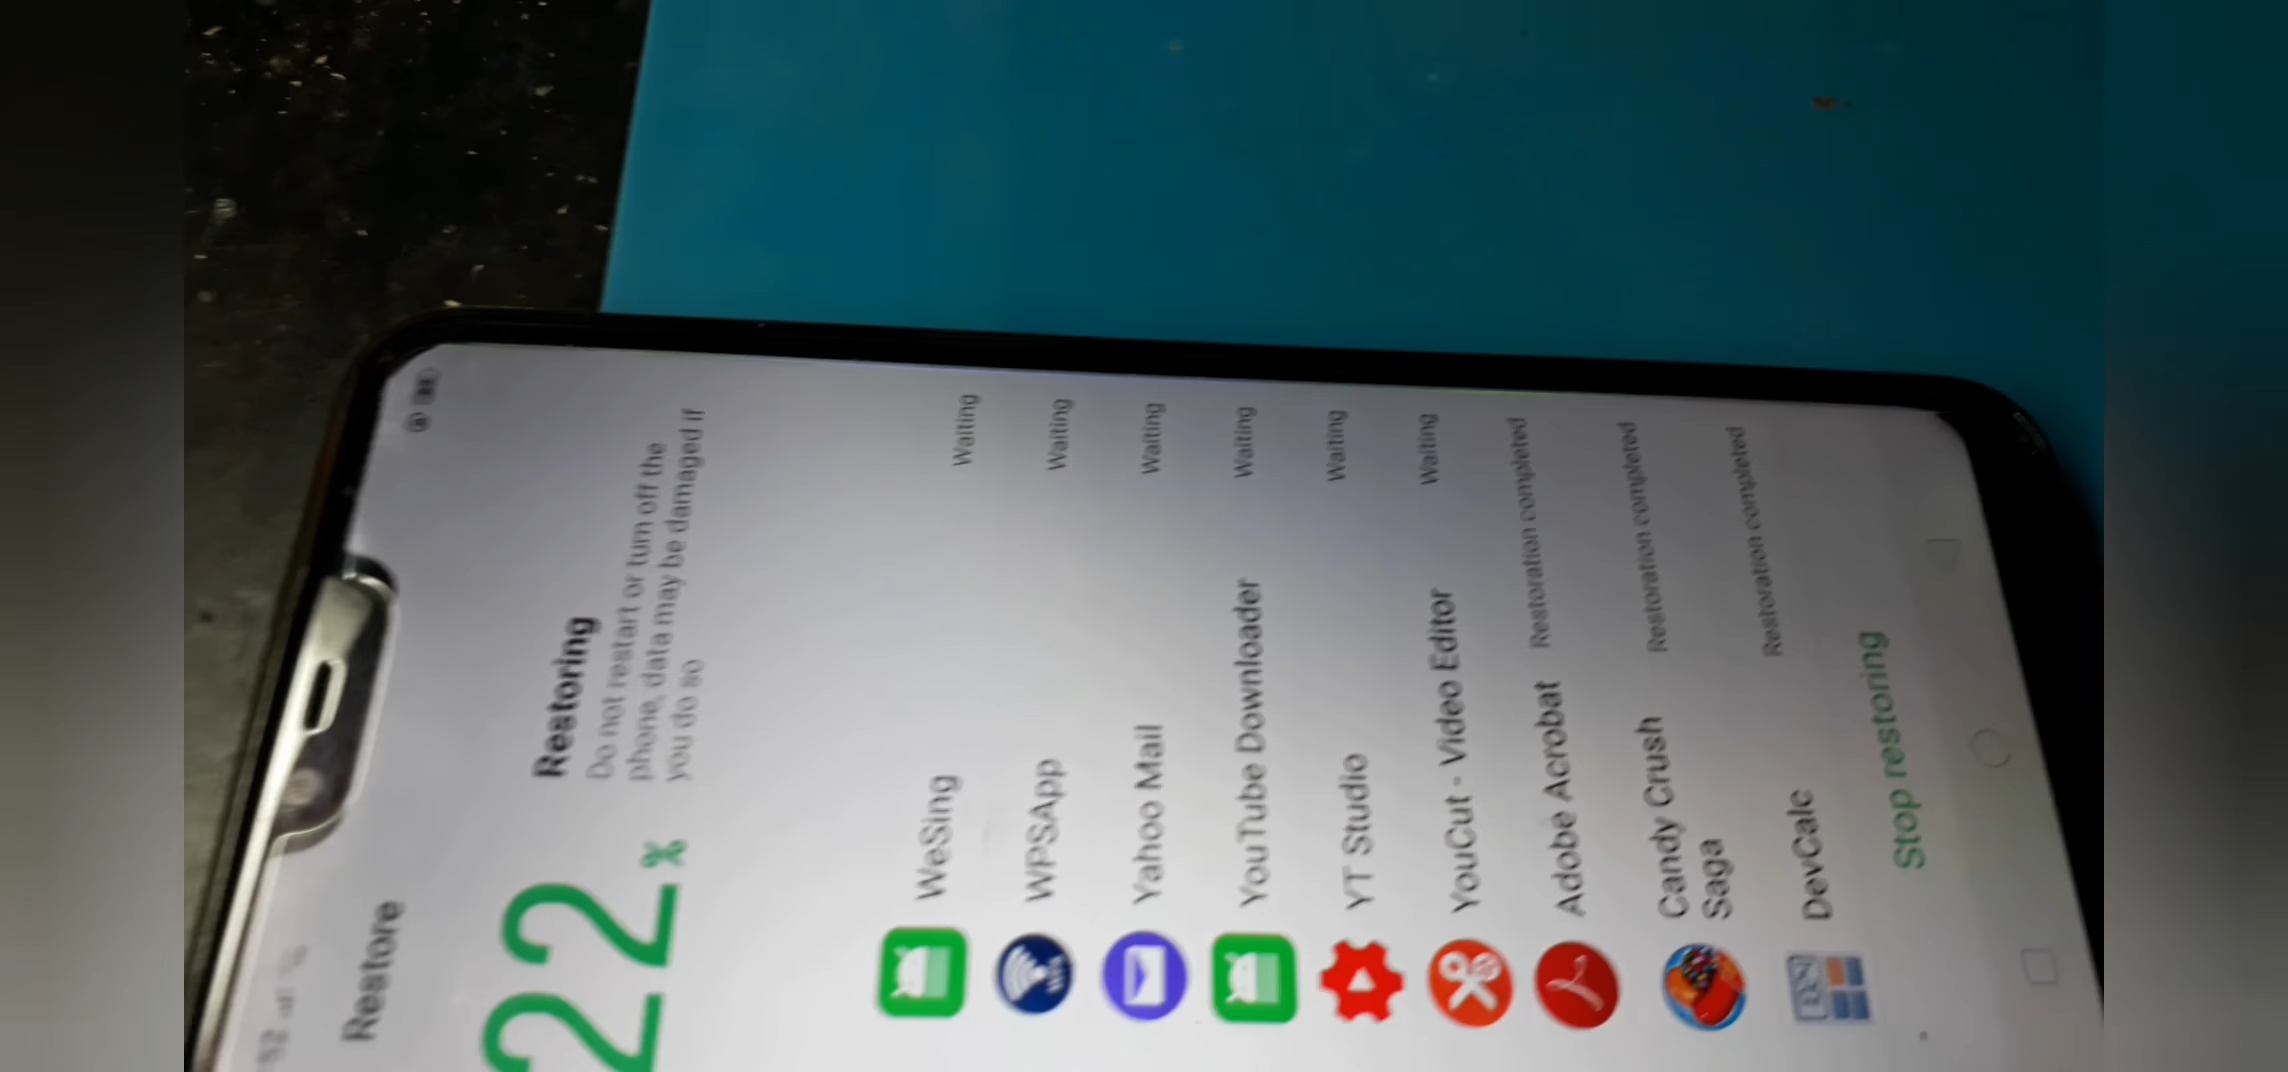 52
Restore
22%
Restoring
Do not restart or turn off the
phone, data may be damaged if
you do so
WeSing Waiting
WPSApp Waiting
Yahoo Mail Waiting
YouTube Downloader Waiting
YT Studio Waiting
YouCut - Video Editor Waiting
Adobe Acrobat Restoration completed
Candy Crush Restoration completed
Saga
DevCalc Restoration completed
Stop restoring